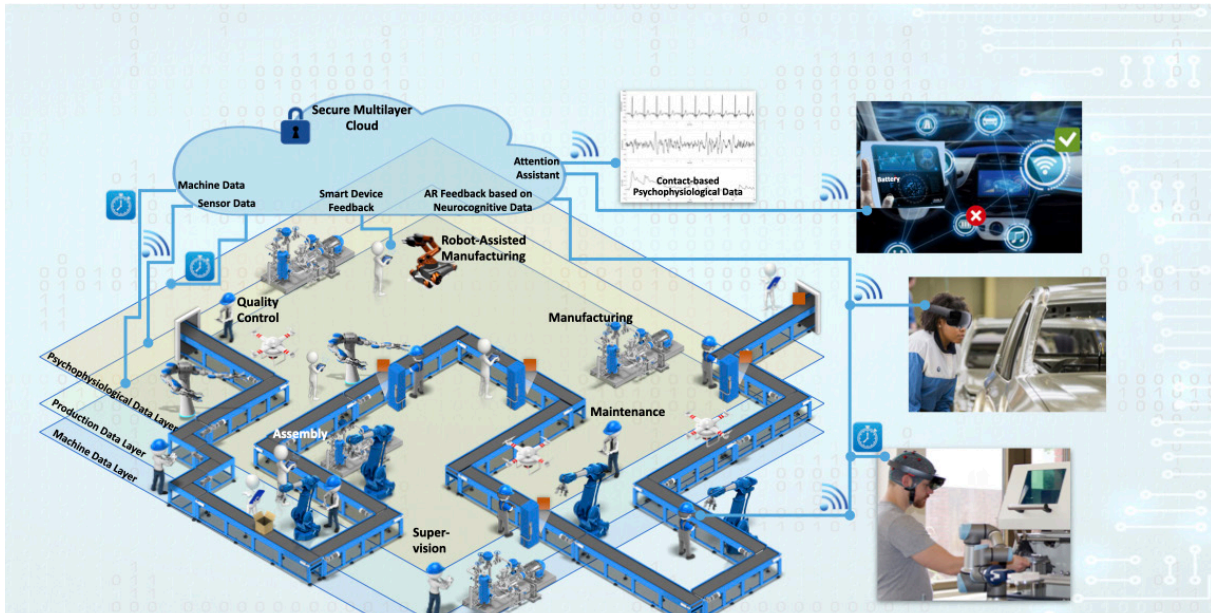 Secure Multilayer
Cloud
Attention
Assistant
Contact-based
Psychophysiological Data
Battery
Machine Data
Sensor Data
Smart Device
Feedback
AR Feedback based on
Neurocognitive Data
Robot-Assisted
Manufacturing
Quality
Control
Manufacturing
Psychophysiological Data Layer
Production Data Layer
Machine Data Layer
Assembly
Maintenance
Super-
vision